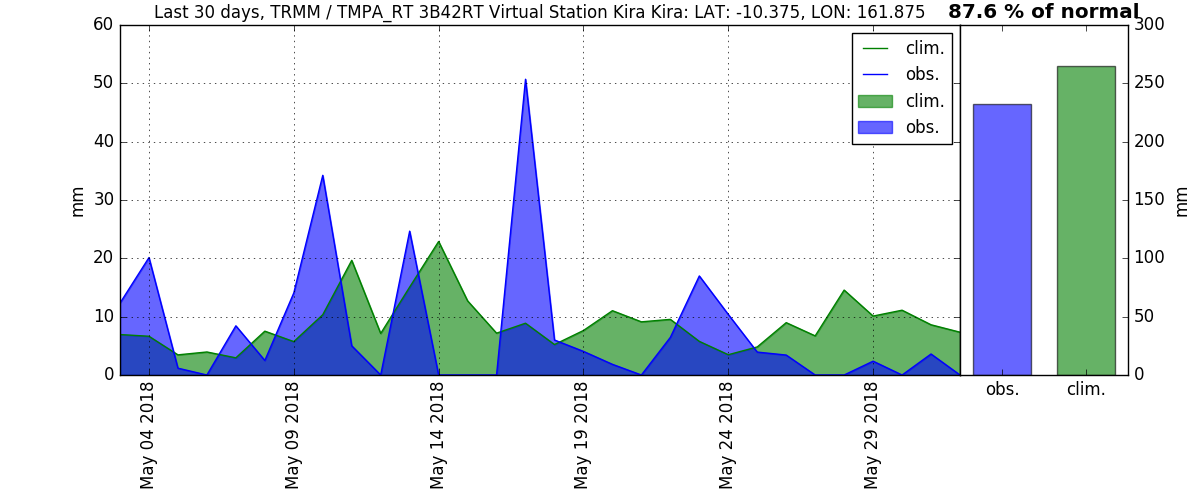 Last 30 days, TRMM / TMPA_RT 3B42RT Virtual Station Kira Kira: LAT: -10.375, LON: 161.875
87.6 % of normal
60
50
40
30
20
10
0
mm
clim.
obs.
clim.
obs.
300
250
200
150
100
50
0
mm
obs.
clim.
May 04 2018
May 09 2018
May 14 2018
May 19 2018
May 24 2018
May 29 2018